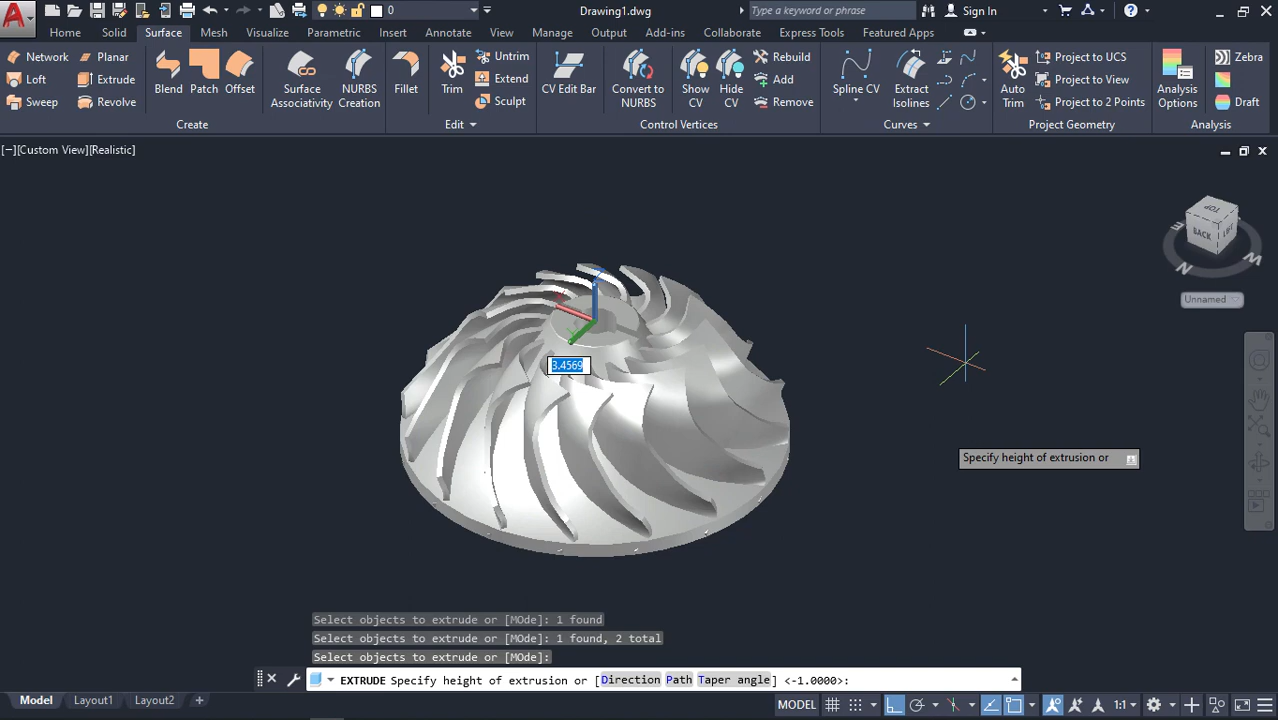 A
0
Drawing1.dwg
Type a keyword or phrase
Sign In
Home
Solid
Surface
Mesh
Visualize
Parametric
Insert
Annotate
View
Manage
Output
Add-ins
Collaborate
Express Tools
Featured Apps
Network
Planar
Loft
Extrude
Sweep
Revolve
Blend
Patch
Offset
Create
Surface
Associativity
NURBS
Creation
Fillet
Trim
Untrim
Extend
Sculpt
Edit
CV Edit Bar
Convert to
NURBS
Show
CV
Hide
CV
Rebuild
Add
Remove
Control Vertices
Spline CV
Extract
Isolines
Curves
Auto
Trim
Project to UCS
Project to View
Project to 2 Points
Project Geometry
Analysis
Options
Zebra
Draft
Analysis
[−][Custom View][Realistic]
TOP
BACK
LEFT
E
N
W
Unnamed
3.4569
Specify height of extrusion or
Select objects to extrude or [MOde]: 1 found
Select objects to extrude or [MOde]: 1 found, 2 total
Select objects to extrude or [MOde]:
EXTRUDE Specify height of extrusion or [Direction Path Taper angle] <-1.0000>:
Model
Layout1
Layout2
MODEL
1:1